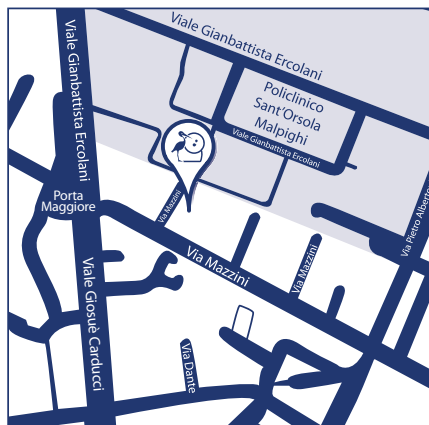 Viale Gianbattista Ercolani
Viale Gianbattista Ercolani
Policlinico
Sant'Orsola
Malpighi
Viale Gianbattista Ercolani
Via Mazzini
Porta
Maggiore
Via Pietro Alberto
Via Mazzini
Via Mazzini
Viale Giosuè Carducci
Via Dante